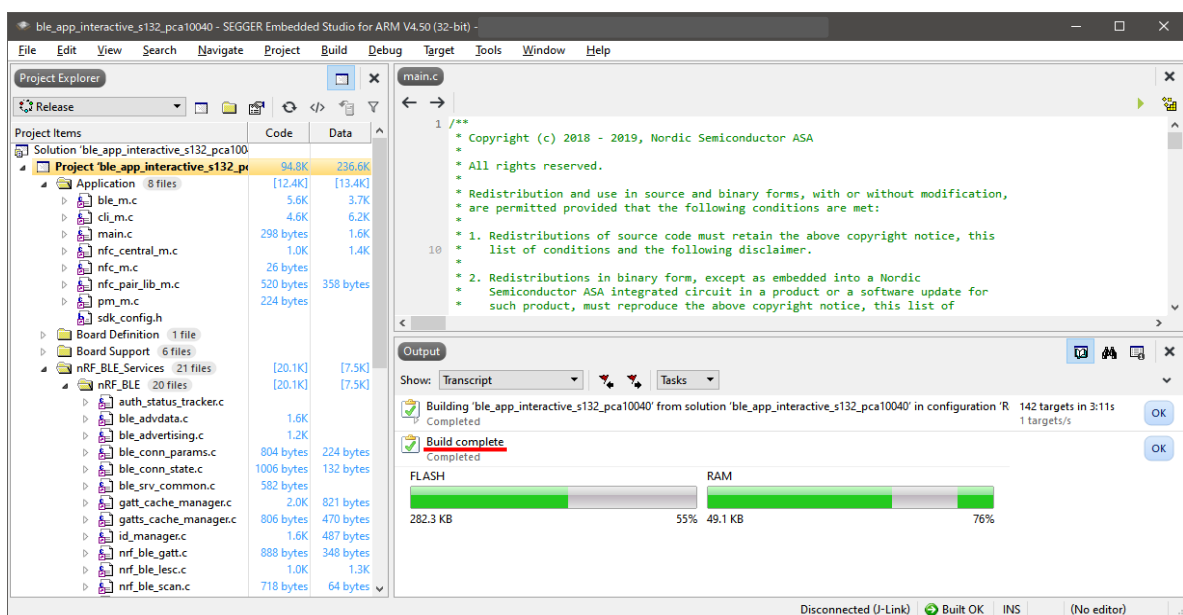 ble_app_interactive_s132_pca10040 - SEGGER Embedded Studio for ARM V4.50 (32-bit) -
File Edit View Search Navigate Project Build Debug Target Tools Window Help
Project Explorer
Release
Project Items Code Data
Solution 'ble_app_interactive_s132_pca100
Project 'ble_app_interactive_s132_p 94.8K 236.6K
Application 8 files [12.4K] [13.4K]
ble_m.c 5.6K 3.7K
cli_m.c 4.6K 6.2K
main.c 298 bytes 1.6K
nfc_central_m.c 1.0K 1.4K
nfc_m.c 26 bytes
nfc_pair_lib_m.c 520 bytes 358 bytes
pm_m.c 224 bytes
sdk_config.h
Board Definition 1 file
Board Support 6 files
nRF_BLE_Services 21 files [20.1K] [7.5K]
nRF_BLE 20 files [20.1K] [7.5K]
auth_status_tracker.c
ble_advdata.c 1.6K
ble_advertising.c 1.2K
ble_conn_params.c 804 bytes 224 bytes
ble_conn_state.c 1006 bytes 132 bytes
ble_srv_common.c 582 bytes
gatt_cache_manager.c 2.0K 821 bytes
gatts_cache_manager.c 806 bytes 470 bytes
id_manager.c 1.6K 487 bytes
nrf_ble_gatt.c 888 bytes 348 bytes
nrf_ble_lesc.c 1.0K 1.3K
nrf_ble_scan.c 718 bytes 64 bytes
main.c
1 /**
* Copyright (c) 2018 - 2019, Nordic Semiconductor ASA
*
* All rights reserved.
*
* Redistribution and use in source and binary forms, with or without modification,
* are permitted provided that the following conditions are met:
*
* 1. Redistributions of source code must retain the above copyright notice, this
10 * list of conditions and the following disclaimer.
*
* 2. Redistributions in binary form, except as embedded into a Nordic
* Semiconductor ASA integrated circuit in a product or a software update for
* such product, must reproduce the above copyright notice, this list of
Output
Show: Transcript Tasks
Building 'ble_app_interactive_s132_pca10040' from solution 'ble_app_interactive_s132_pca10040' in configuration 'R 142 targets in 3:11s OK
Completed 1 targets/s
Build complete OK
Completed
FLASH RAM
282.3 KB 55% 49.1 KB 76%
Disconnected (J-Link) Built OK INS (No editor)